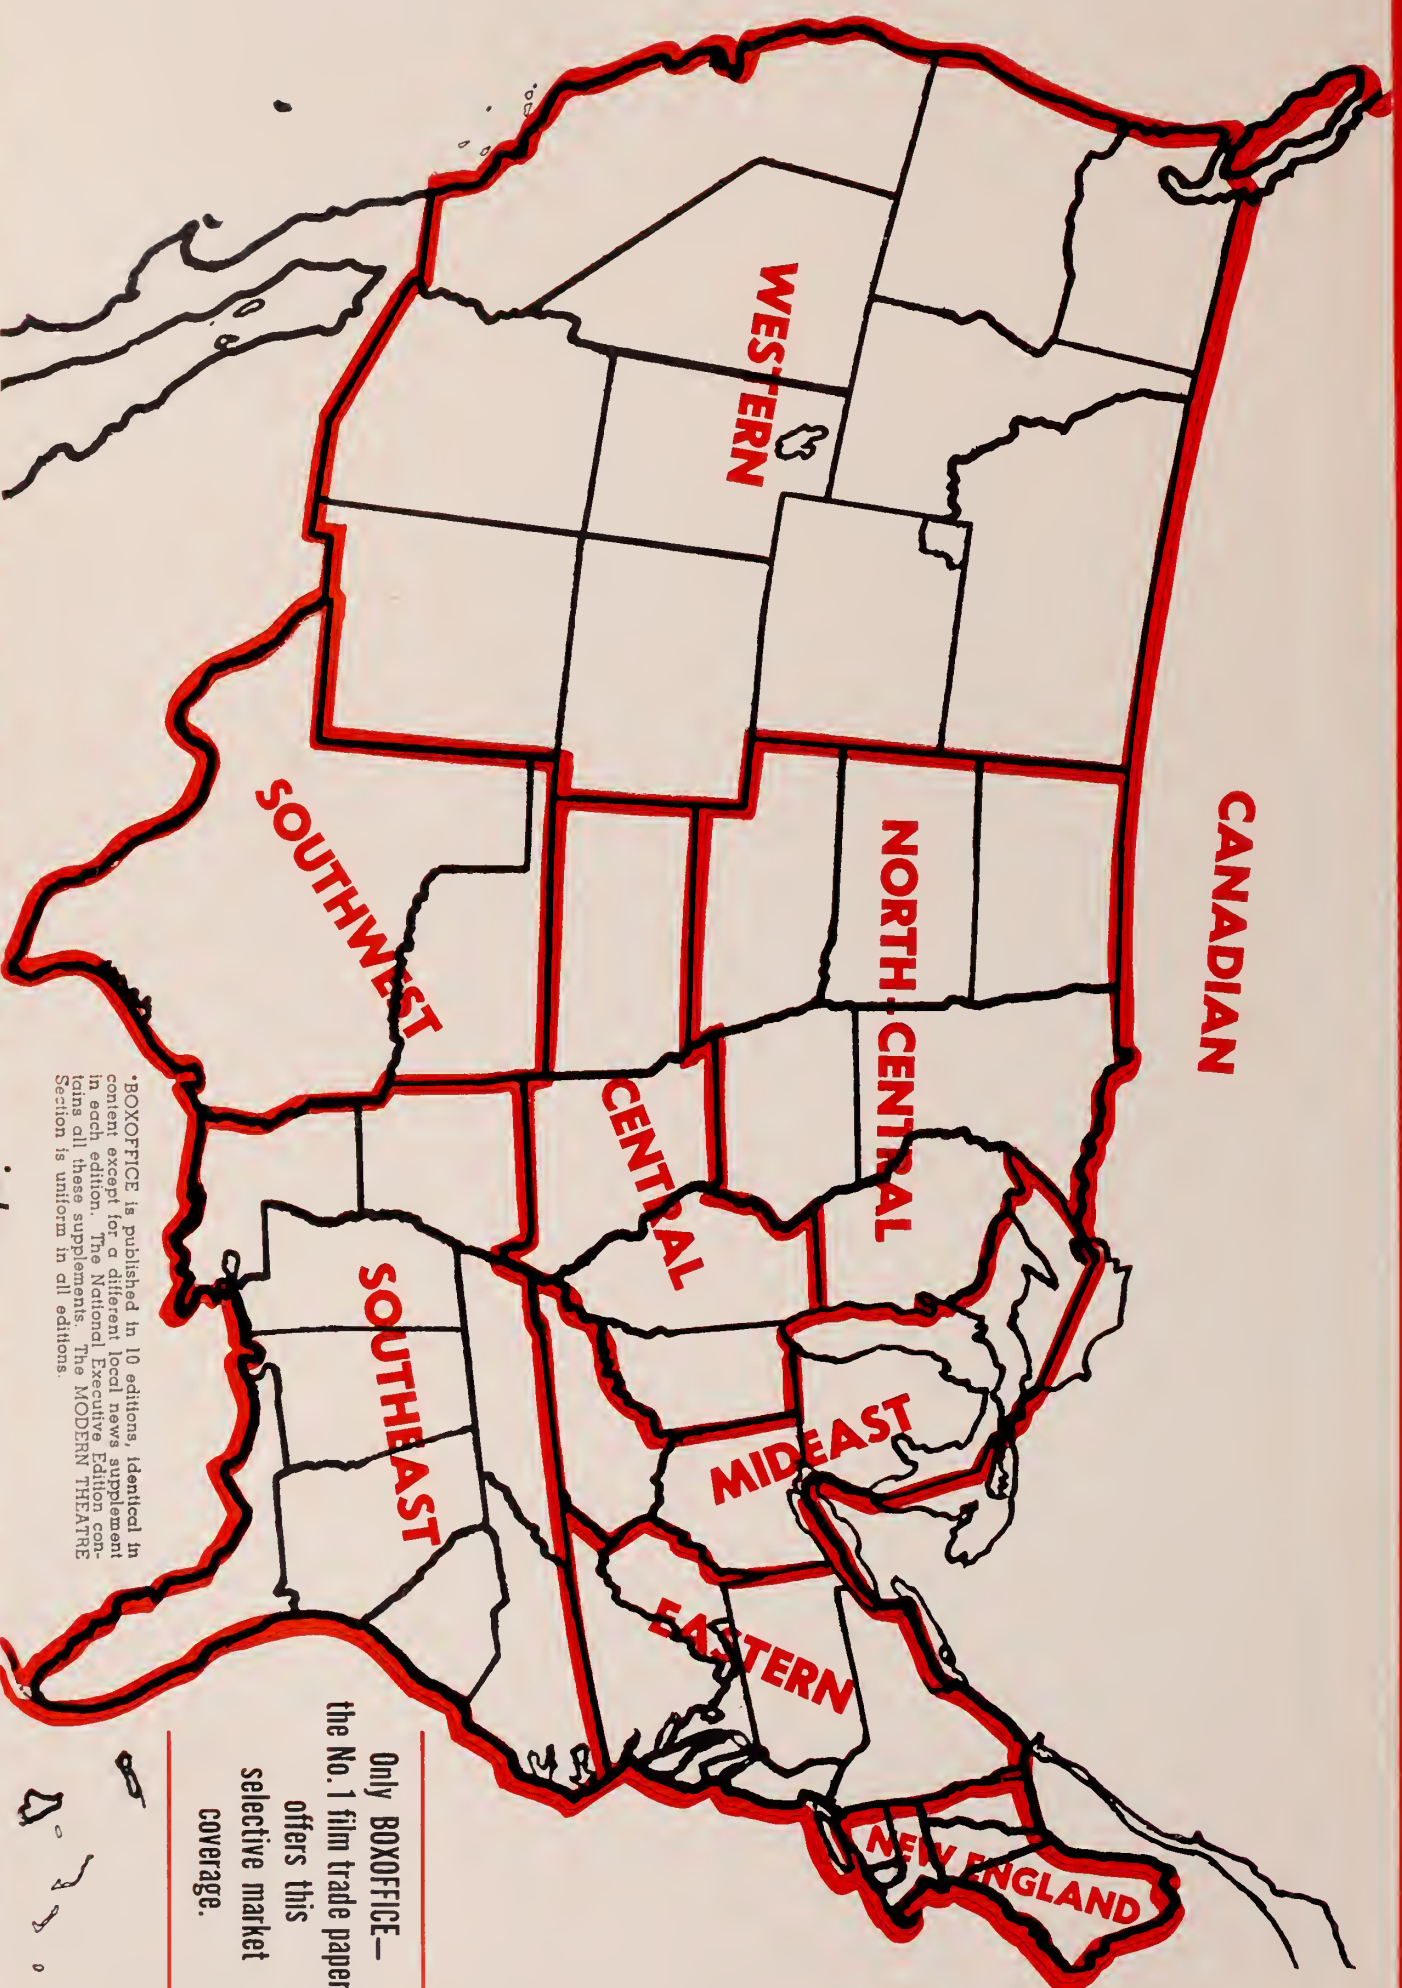 CANADIAN
WESTERN
NORTH-CENTRAL
CENTRAL
MIDEAST
EASTERN
NEW ENGLAND
SOUTHWEST
SOUTHEAST
Only BOXOFFICE—
the No. 1 film trade paper
offers this
selective market
coverage.
*BOXOFFICE is published in 10 editions, identical in
content except for a different local news supplement
in each edition. The National Executive Edition con-
tains all these supplements. The MODERN THEATRE
Section is uniform in all editions.